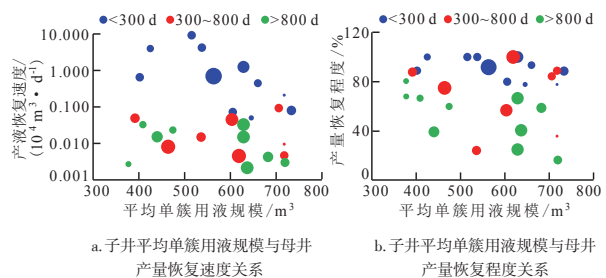 <300 d 300~800 d >800 d
<300 d 300~800 d >800 d
a.
10.000
1.000
0.100
0.010
0.001
产液恢复速度/
(10⁴ m³·d⁻¹)
300 400 500 600 700 800
平均单簇用液规模/m³
b.
120
80
40
0
产量恢复程度/%
300 400 500 600 700 800
平均单簇用液规模/m³
a.子井平均单簇用液规模与母井
产量恢复速度关系
b.子井平均单簇用液规模与母井
产量恢复程度关系